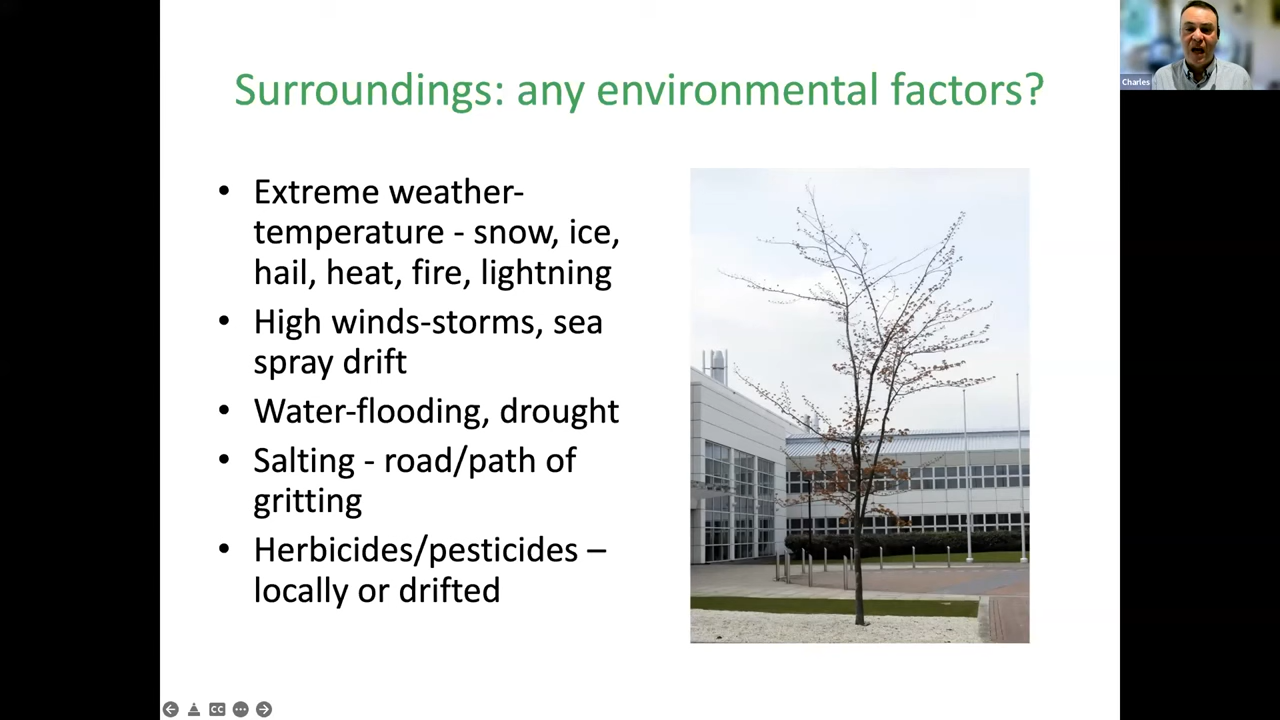 Surroundings: any environmental factors?
Charles
• Extreme weather-
temperature - snow, ice,
hail, heat, fire, lightning
• High winds-storms, sea
spray drift
• Water-flooding, drought
• Salting - road/path of
gritting
• Herbicides/pesticides –
locally or drifted
CC